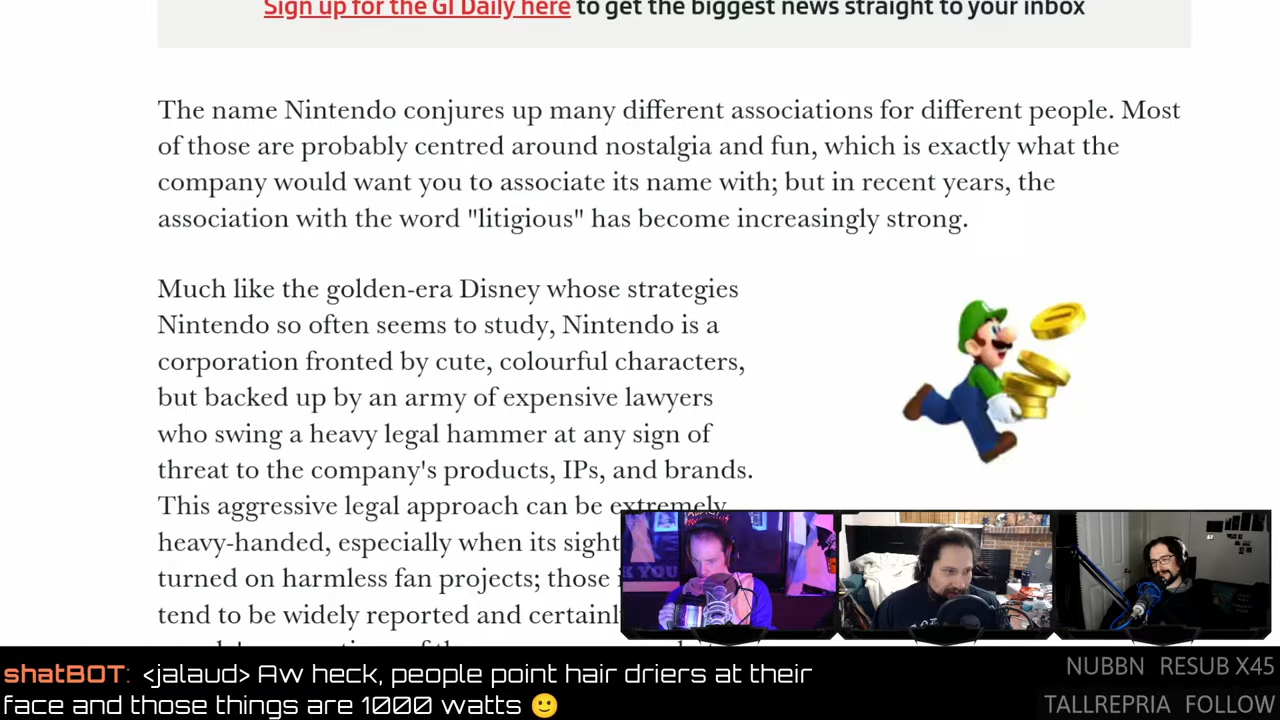 Sign up for the GI Daily here to get the biggest news straight to your inbox
The name Nintendo conjures up many different associations for different people. Most
of those are probably centred around nostalgia and fun, which is exactly what the
company would want you to associate its name with; but in recent years, the
association with the word "litigious" has become increasingly strong.
Much like the golden-era Disney whose strategies
Nintendo so often seems to study, Nintendo is a
corporation fronted by cute, colourful characters,
but backed up by an army of expensive lawyers
who swing a heavy legal hammer at any sign of
threat to the company's products, IPs, and brands.
This aggressive legal approach can be extremely
heavy-handed, especially when its sight
turned on harmless fan projects; those
tend to be widely reported and certainl
shatBOT: <jalaud> Aw heck, people point hair driers at their
face and those things are 1000 watts 🙂
NUBBN RESUB X45
TALLREPRIA FOLLOW